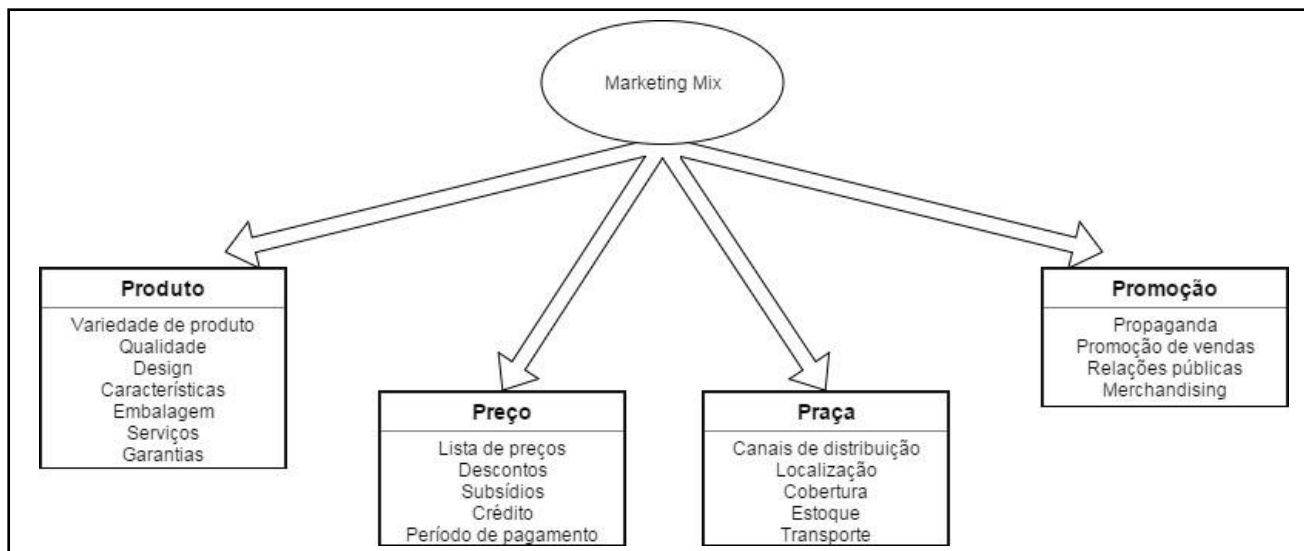 Marketing Mix
Produto
Variedade de produto
Qualidade
Design
Características
Embalagem
Serviços
Garantias
Preço
Lista de preços
Descontos
Subsídios
Crédito
Período de pagamento
Praça
Canais de distribuição
Localização
Cobertura
Estoque
Transporte
Promoção
Propaganda
Promoção de vendas
Relações públicas
Merchandising